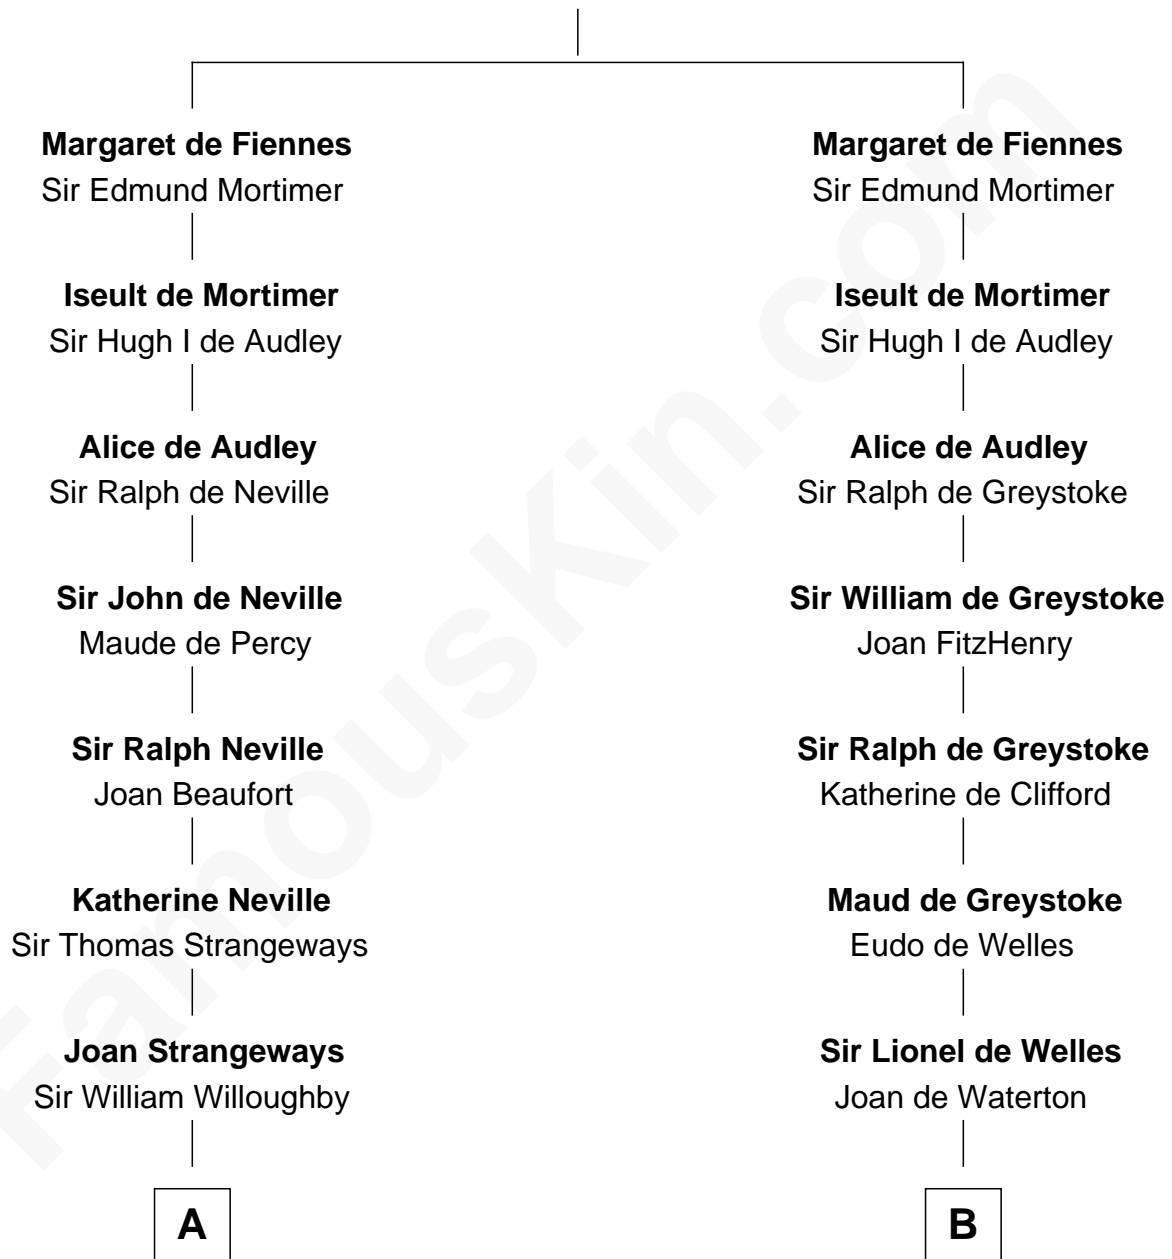 Margaret de Fiennes
Sir Edmund Mortimer
Iseult de Mortimer
Sir Hugh I de Audley
Alice de Audley
Sir Ralph de Neville
Sir John de Neville
Maude de Percy
Sir Ralph Neville
Joan Beaufort
Katherine Neville
Sir Thomas Strangeways
Joan Strangeways
Sir William Willoughby
A
Margaret de Fiennes
Sir Edmund Mortimer
Iseult de Mortimer
Sir Hugh I de Audley
Alice de Audley
Sir Ralph de Greystoke
Sir William de Greystoke
Joan FitzHenry
Sir Ralph de Greystoke
Katherine de Clifford
Maud de Greystoke
Eudo de Welles
Sir Lionel de Welles
Joan de Waterton
B
FamousKin.com